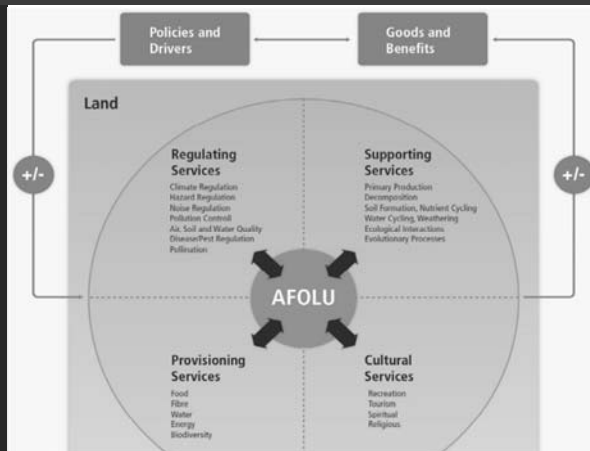 Policies and
Drivers
Goods and
Benefits
Land
+/-
+/-
Regulating
Services
Climate Regulation
Hazard Regulation
Noise Regulation
Pollution Controll
Air, Soil and Water Quality
Disease/Pest Regulation
Pollination
Supporting
Services
Primary Production
Decomposition
Soil Formation, Nutrient Cycling
Water Cycling, Weathering
Ecological Interactions
Evolutionary Processes
AFOLU
Provisioning
Services
Food
Fibre
Water
Energy
Biodiversity
Cultural
Services
Recreation
Tourism
Spiritual
Religious